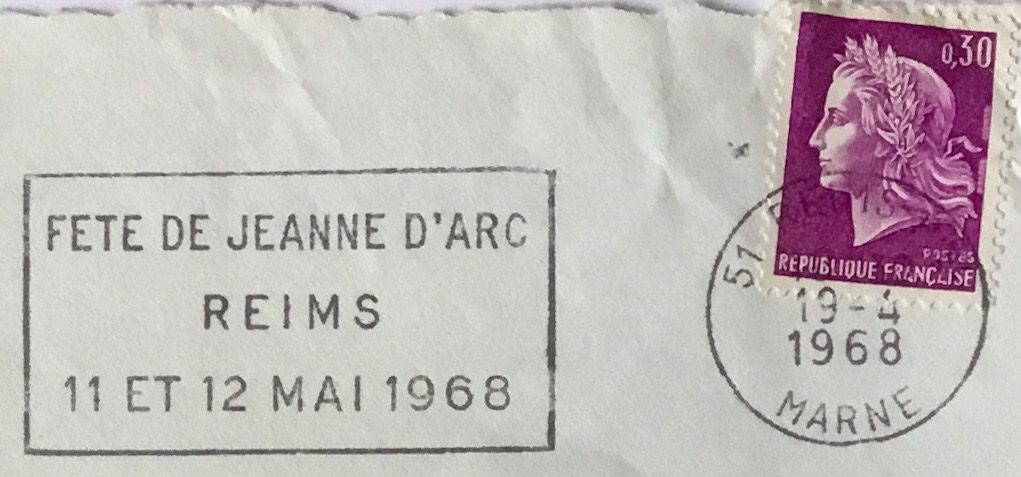 FETE DE JEANNE D'ARC
REIMS
11 ET 12 MAI 1968
0,30
POSTES
REPUBLIQUE FRANÇAISE
51 REIMS
19-4
1968
MARNE